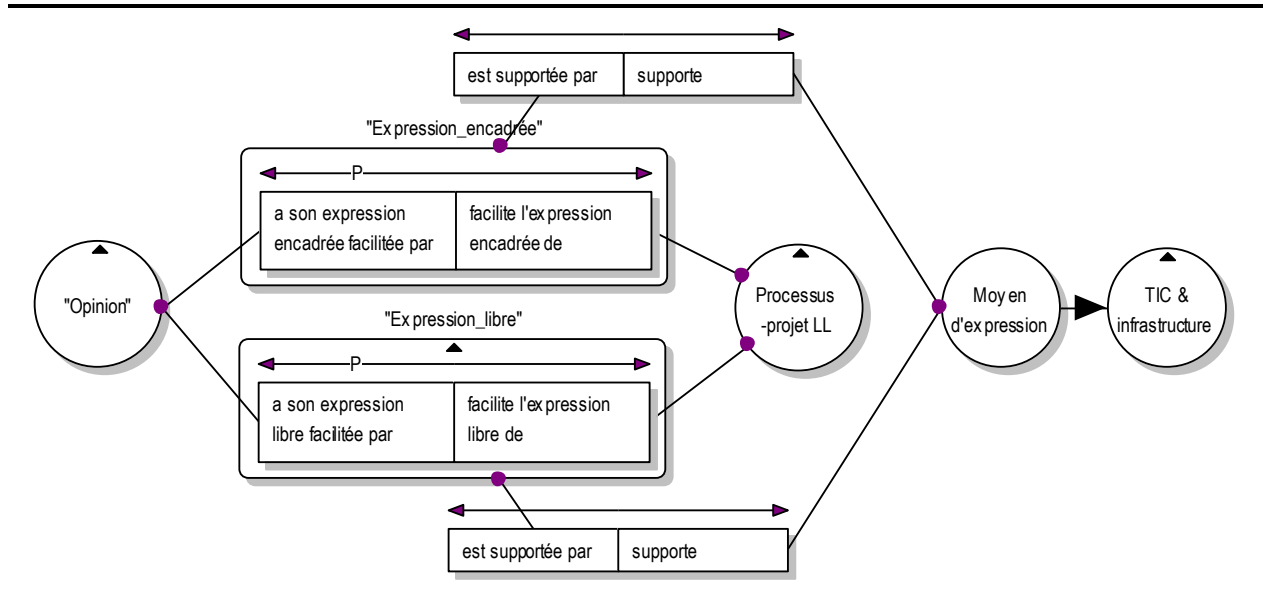 est supportée par
supporte
"Expression_encadrée"
P
a son expression
encadrée facilitée par
facilite l'expression
encadrée de
"Opinion"
Processus
-projet LL
Moyen
d'expression
TIC &
infrastructure
"Expression_libre"
P
a son expression
libre facilitée par
facilite l'expression
libre de
est supportée par
supporte